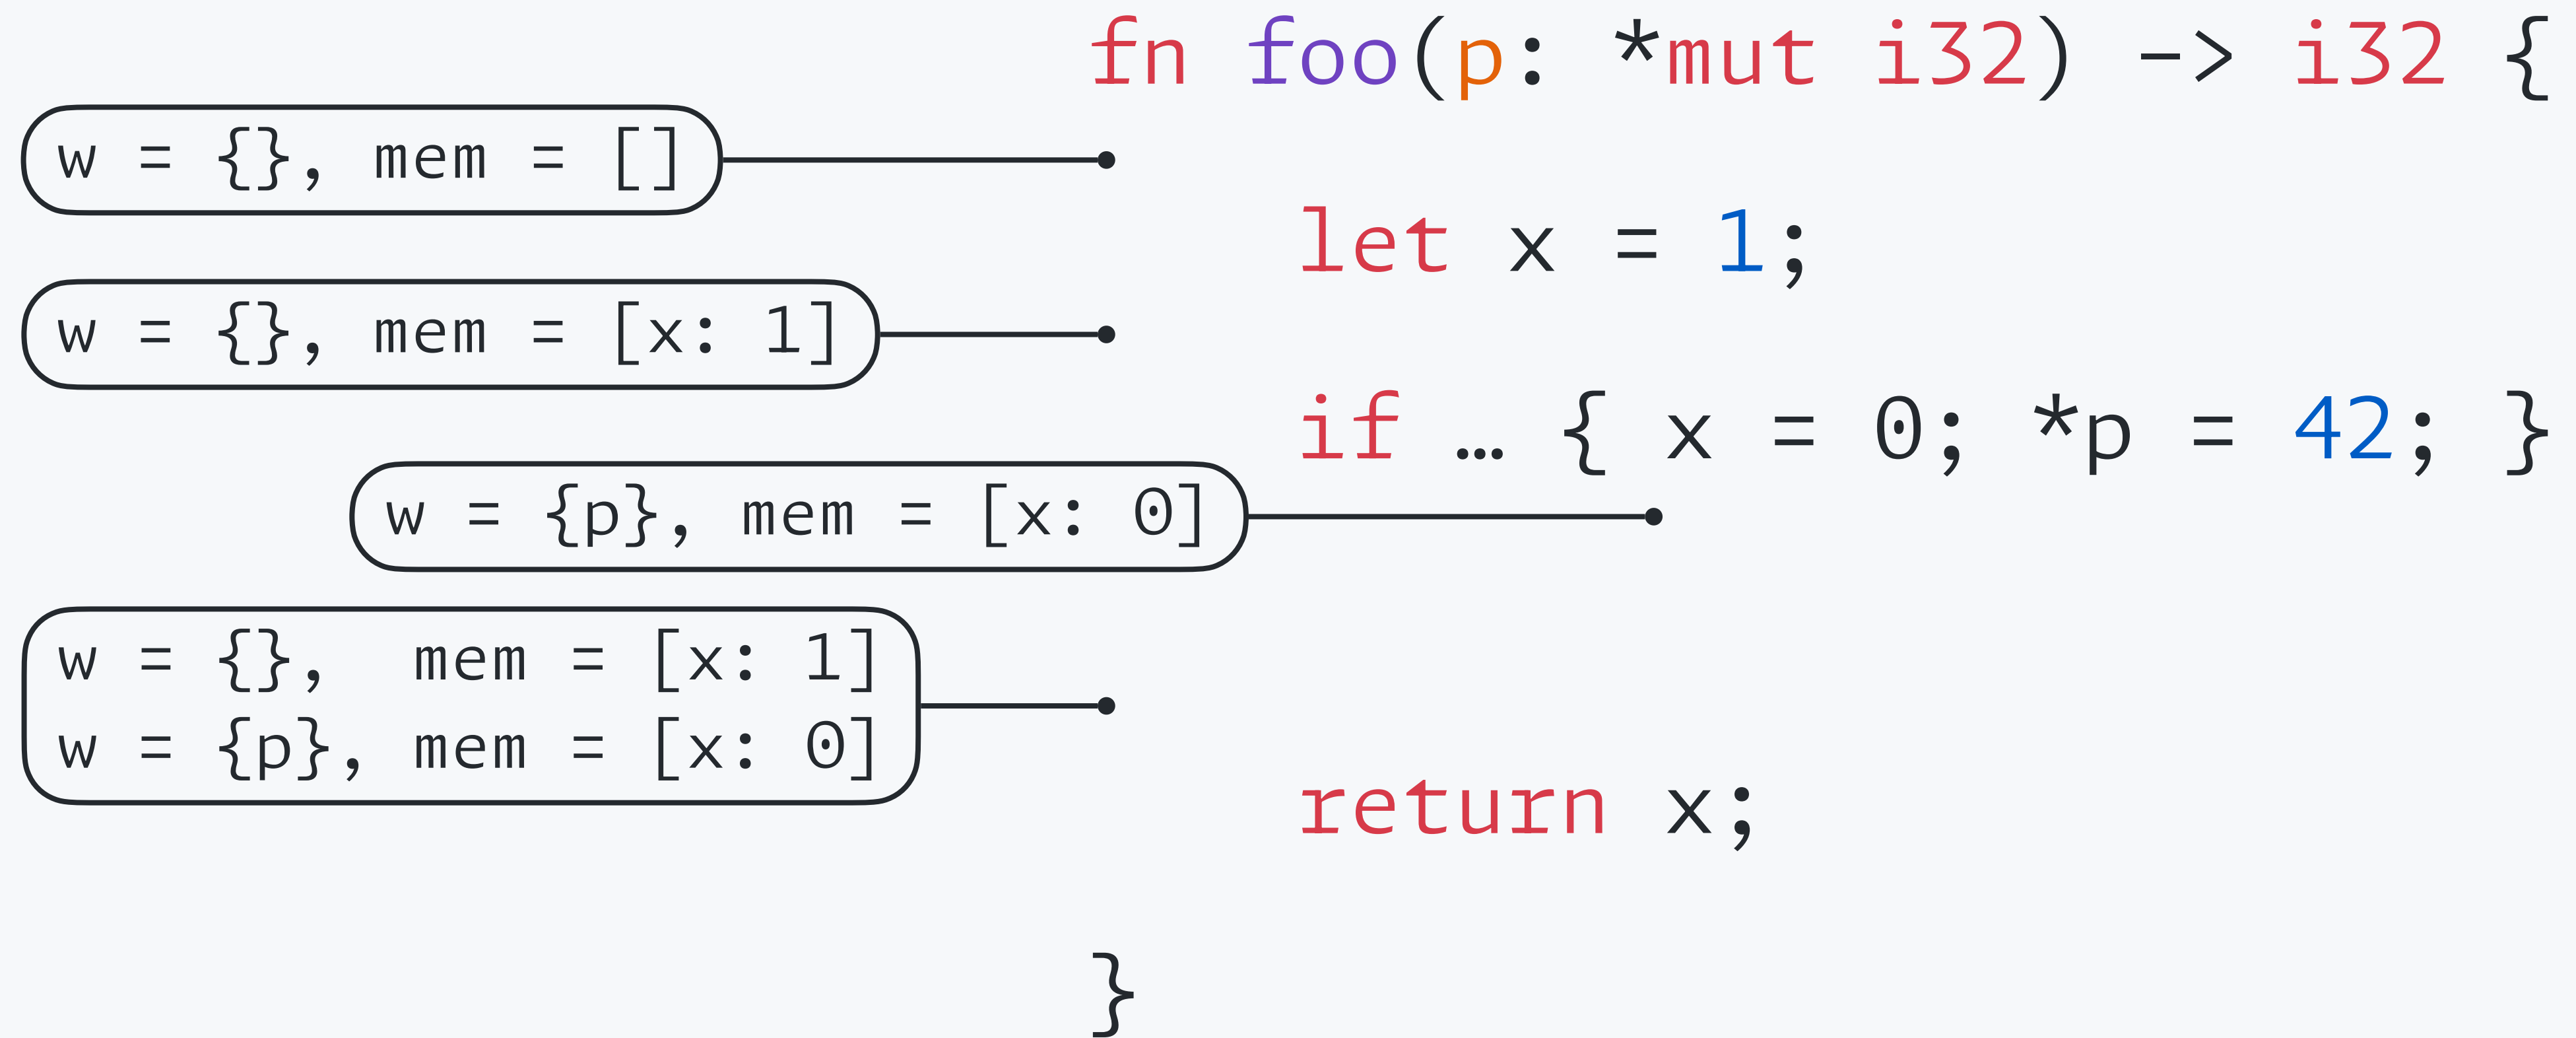 fn foo(p: *mut i32) -> i32 {
w = {}, mem = []
let x = 1;
w = {}, mem = [x: 1]
if … { x = 0; *p = 42; }
w = {p}, mem = [x: 0]
w = {},  mem = [x: 1]
w = {p}, mem = [x: 0]
return x;
}